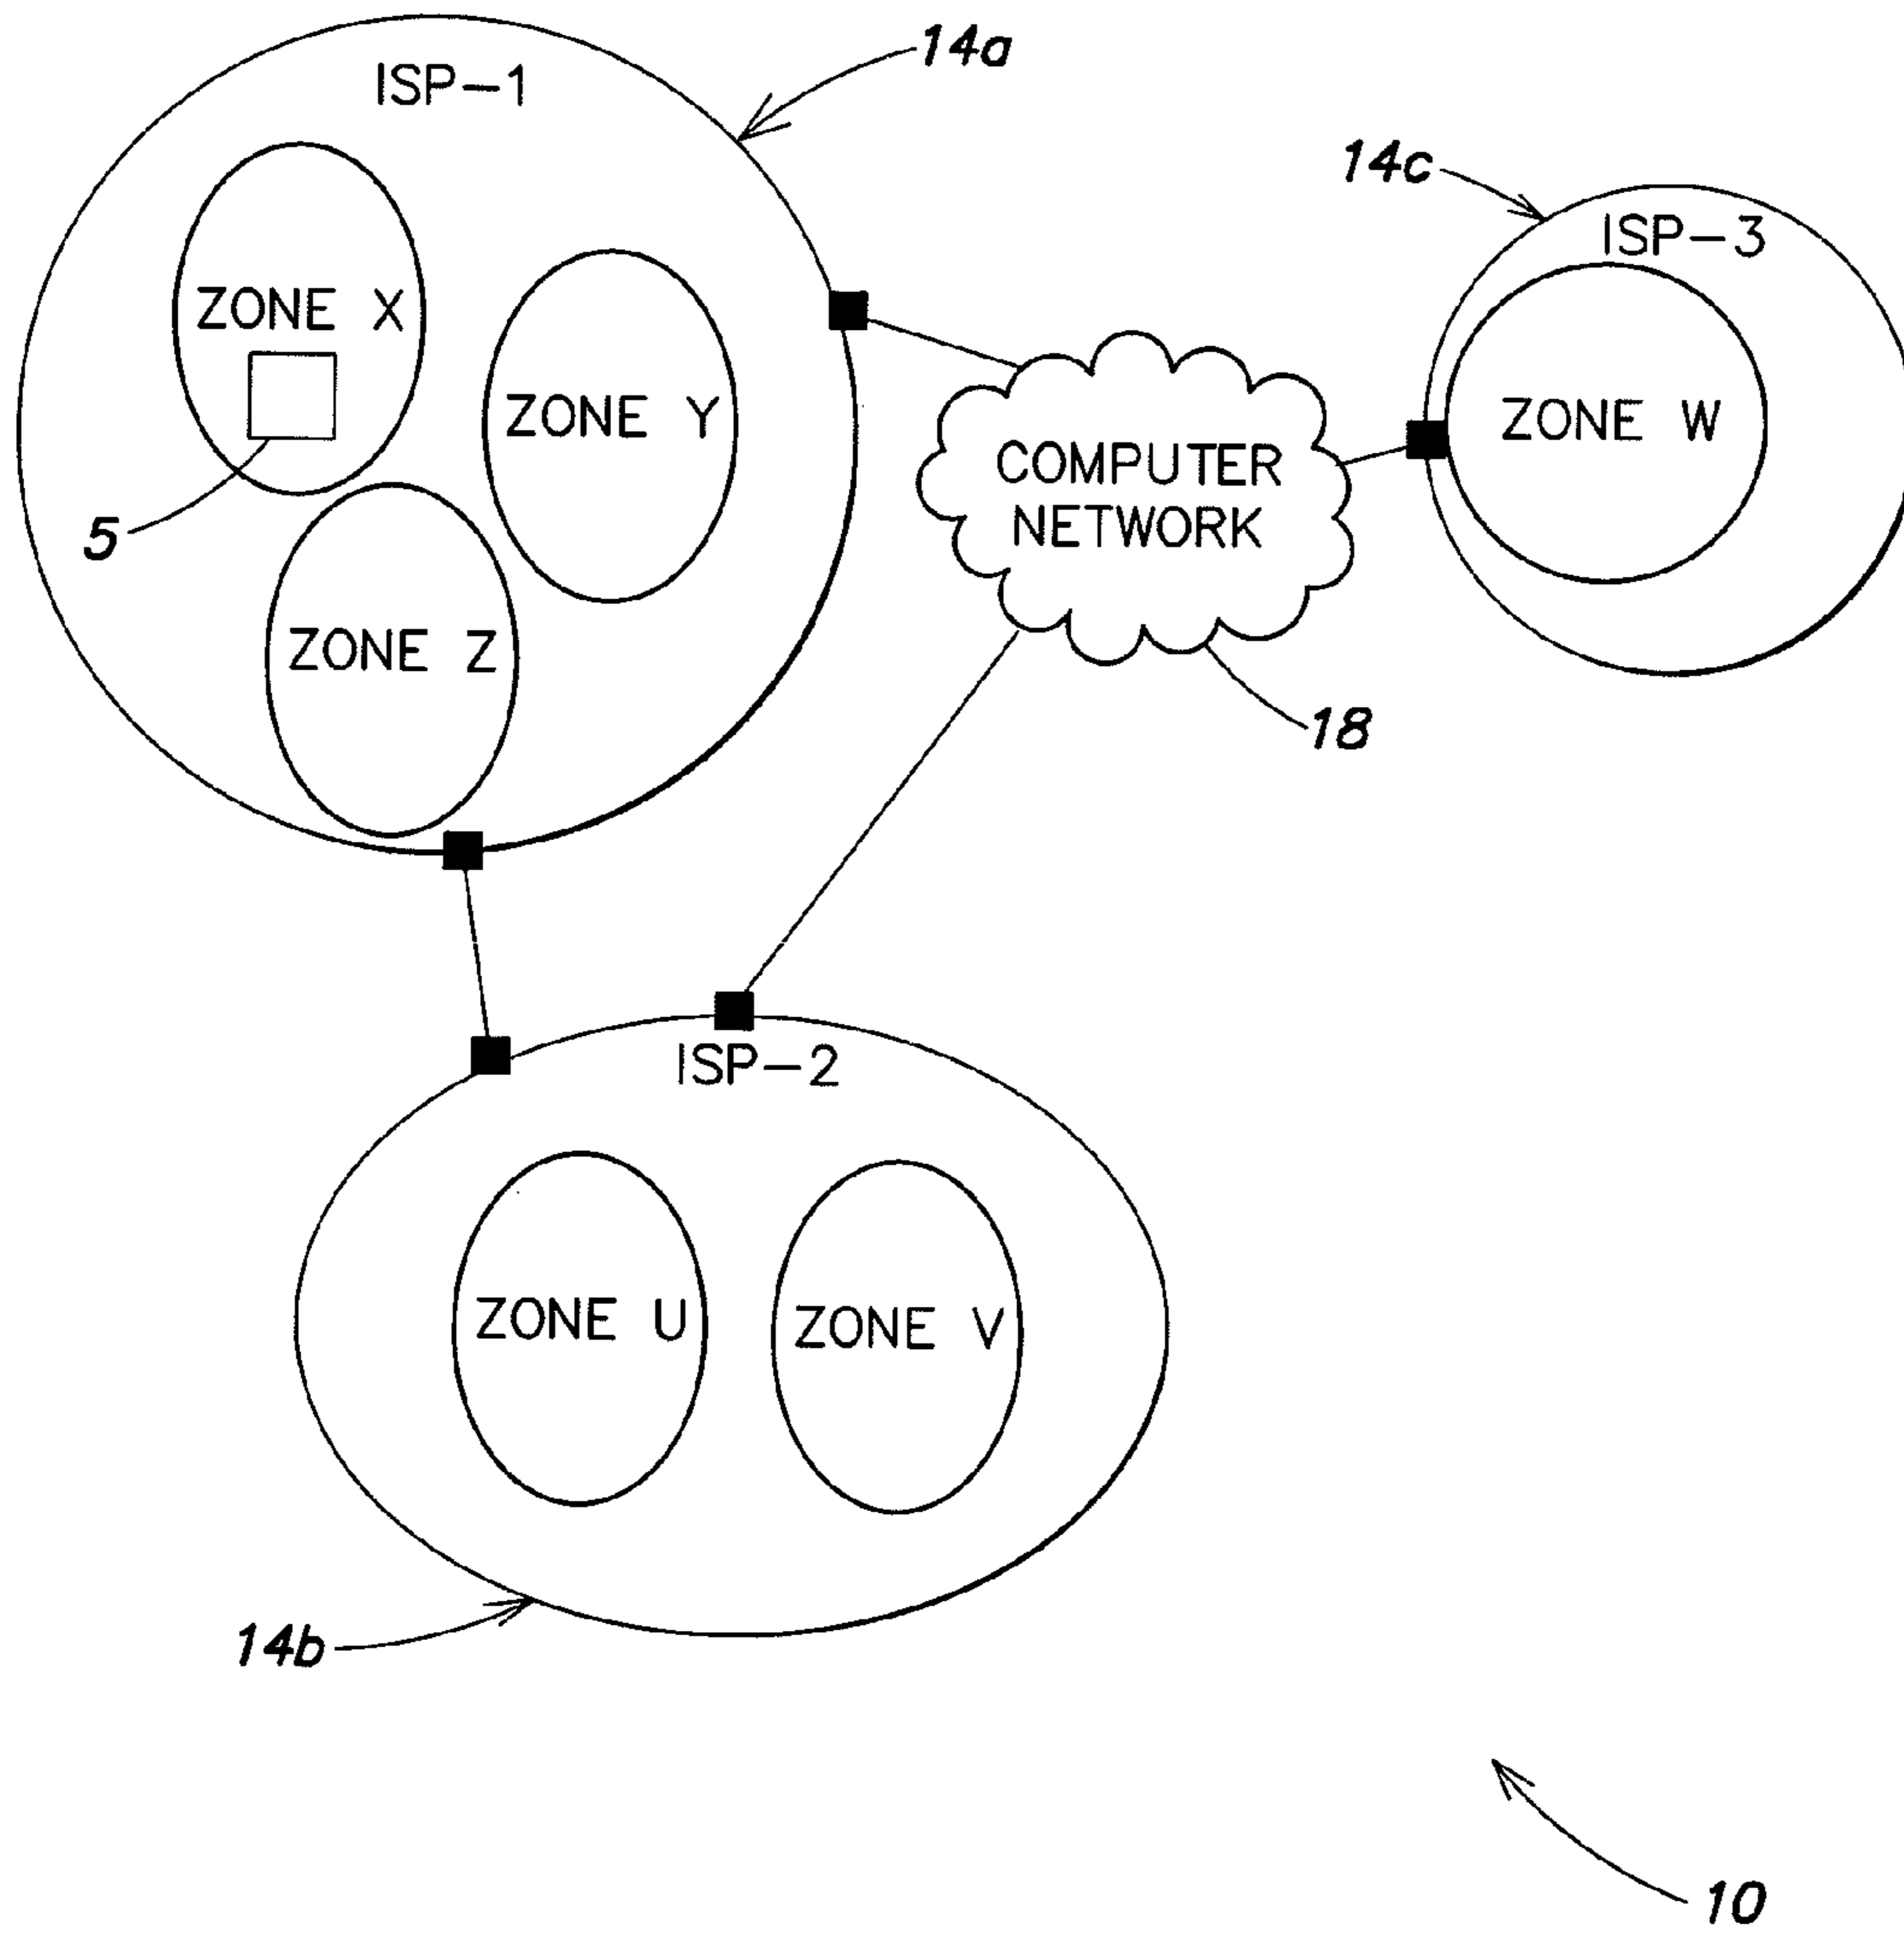 14a
ISP-1
14c
ISP-3
ZONE X
ZONE Y
ZONE W
COMPUTER
NETWORK
5
ZONE Z
18
ISP-2
ZONE U
ZONE V
14b
10